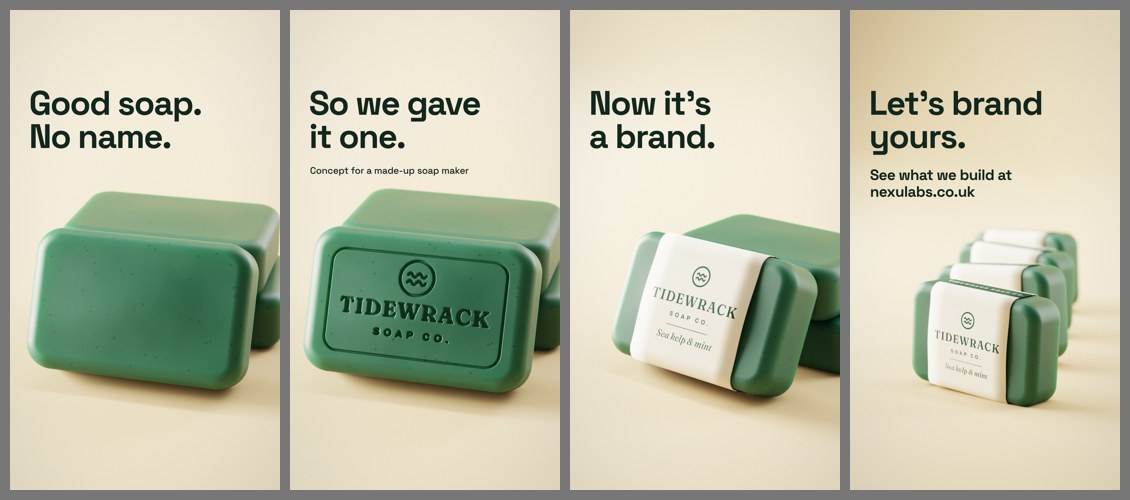 Good soap.
No name.
So we gave
it one.
Concept for a made-up soap maker
TIDEWRACK
SOAP CO.
Now it's
a brand.
TIDEWRACK
SOAP CO.
Sea kelp & mint
Let's brand
yours.
See what we build at
nexulabs.co.uk
TIDEWRACK
SOAP CO.
Sea kelp & mint